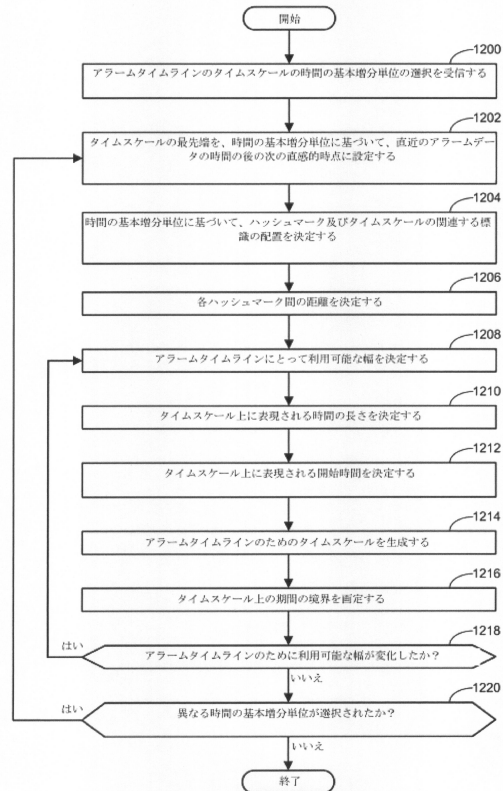 開始
1200
アラームタイムラインのタイムスケールの時間の基本増分単位の選択を受信する
1202
タイムスケールの最先端を、時間の基本増分単位に基づいて、直近のアラームデー
タの時間の後の次の直感的時点に設定する
1204
時間の基本増分単位に基づいて、ハッシュマーク及びタイムスケールの関連する標
識の配置を決定する
1206
各ハッシュマーク間の距離を決定する
1208
アラームタイムラインにとって利用可能な幅を決定する
1210
タイムスケール上に表現される時間の長さを決定する
1212
タイムスケール上に表現される開始時間を決定する
1214
アラームタイムラインのためのタイムスケールを生成する
1216
タイムスケール上の期間の境界を画定する
1218
はい
アラームタイムラインのために利用可能な幅が変化したか？
いいえ
1220
はい
異なる時間の基本増分単位が選択されたか？
いいえ
終了